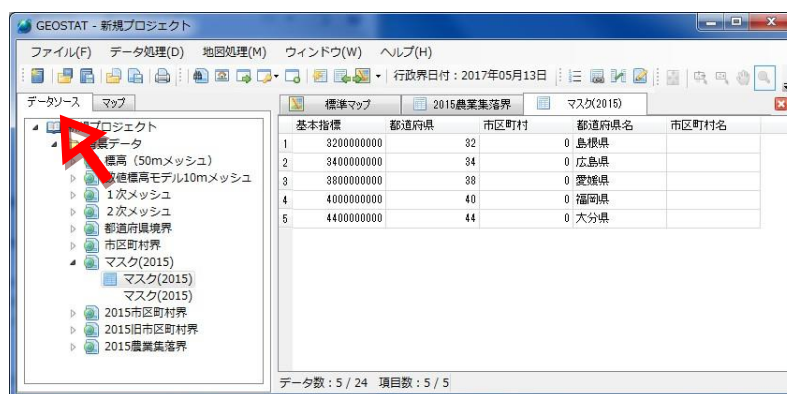 GEOSTAT - 新規プロジェクト
ファイル(F) データ処理(D) 地図処理(M) ウィンドウ(W) ヘルプ(H)
行政界日付：2017年05月13日
データソース マップ
標準マップ 2015農業集落界 マスク(2015)
プロジェクト
データ
標高（50mメッシュ）
数値標高モデル10mメッシュ
１次メッシュ
２次メッシュ
都道府県境界
市区町村界
マスク(2015)
マスク(2015)
マスク(2015)
2015市区町村界
2015旧市区町村界
2015農業集落界
基本指標 都道府県 市区町村 都道府県名 市区町村名
1 3200000000 32 0 島根県
2 3400000000 34 0 広島県
3 3800000000 38 0 愛媛県
4 4000000000 40 0 福岡県
5 4400000000 44 0 大分県
データ数：5 / 24 項目数：5 / 5